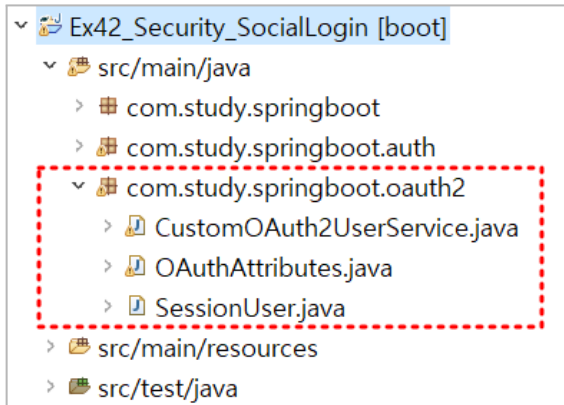 Ex42_Security_SocialLogin [boot]
src/main/java
com.study.springboot
com.study.springboot.auth
com.study.springboot.oauth2
CustomOAuth2UserService.java
OAuthAttributes.java
SessionUser.java
src/main/resources
src/test/java